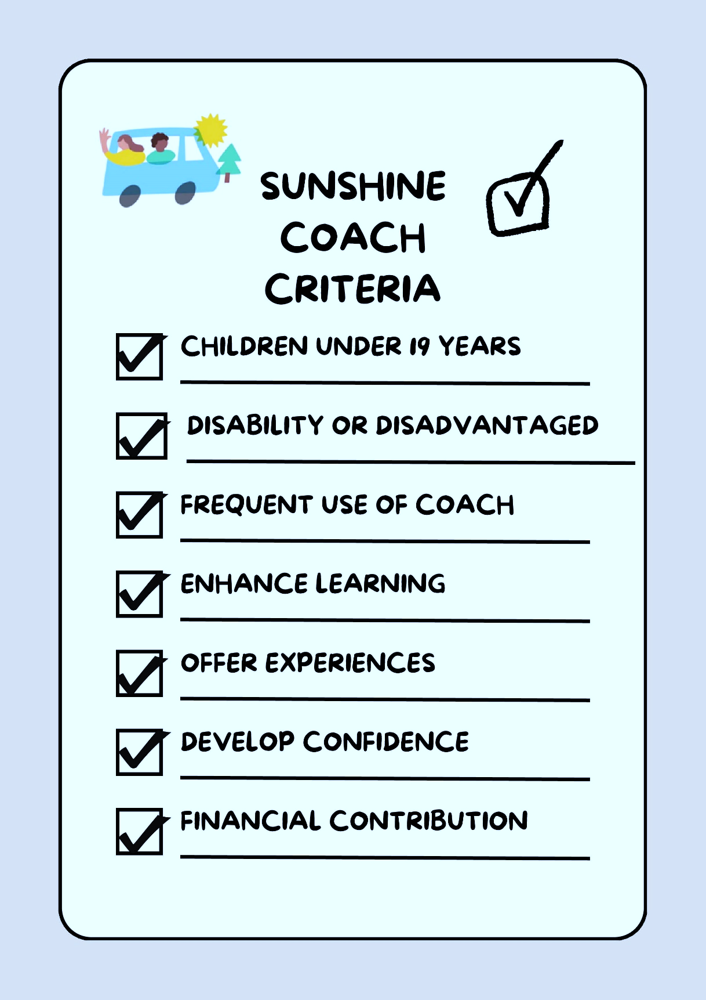 SUNSHINE
COACH
CRITERIA
CHILDREN UNDER 19 YEARS
DISABILITY OR DISADVANTAGED
FREQUENT USE OF COACH
ENHANCE LEARNING
OFFER EXPERIENCES
DEVELOP CONFIDENCE
FINANCIAL CONTRIBUTION